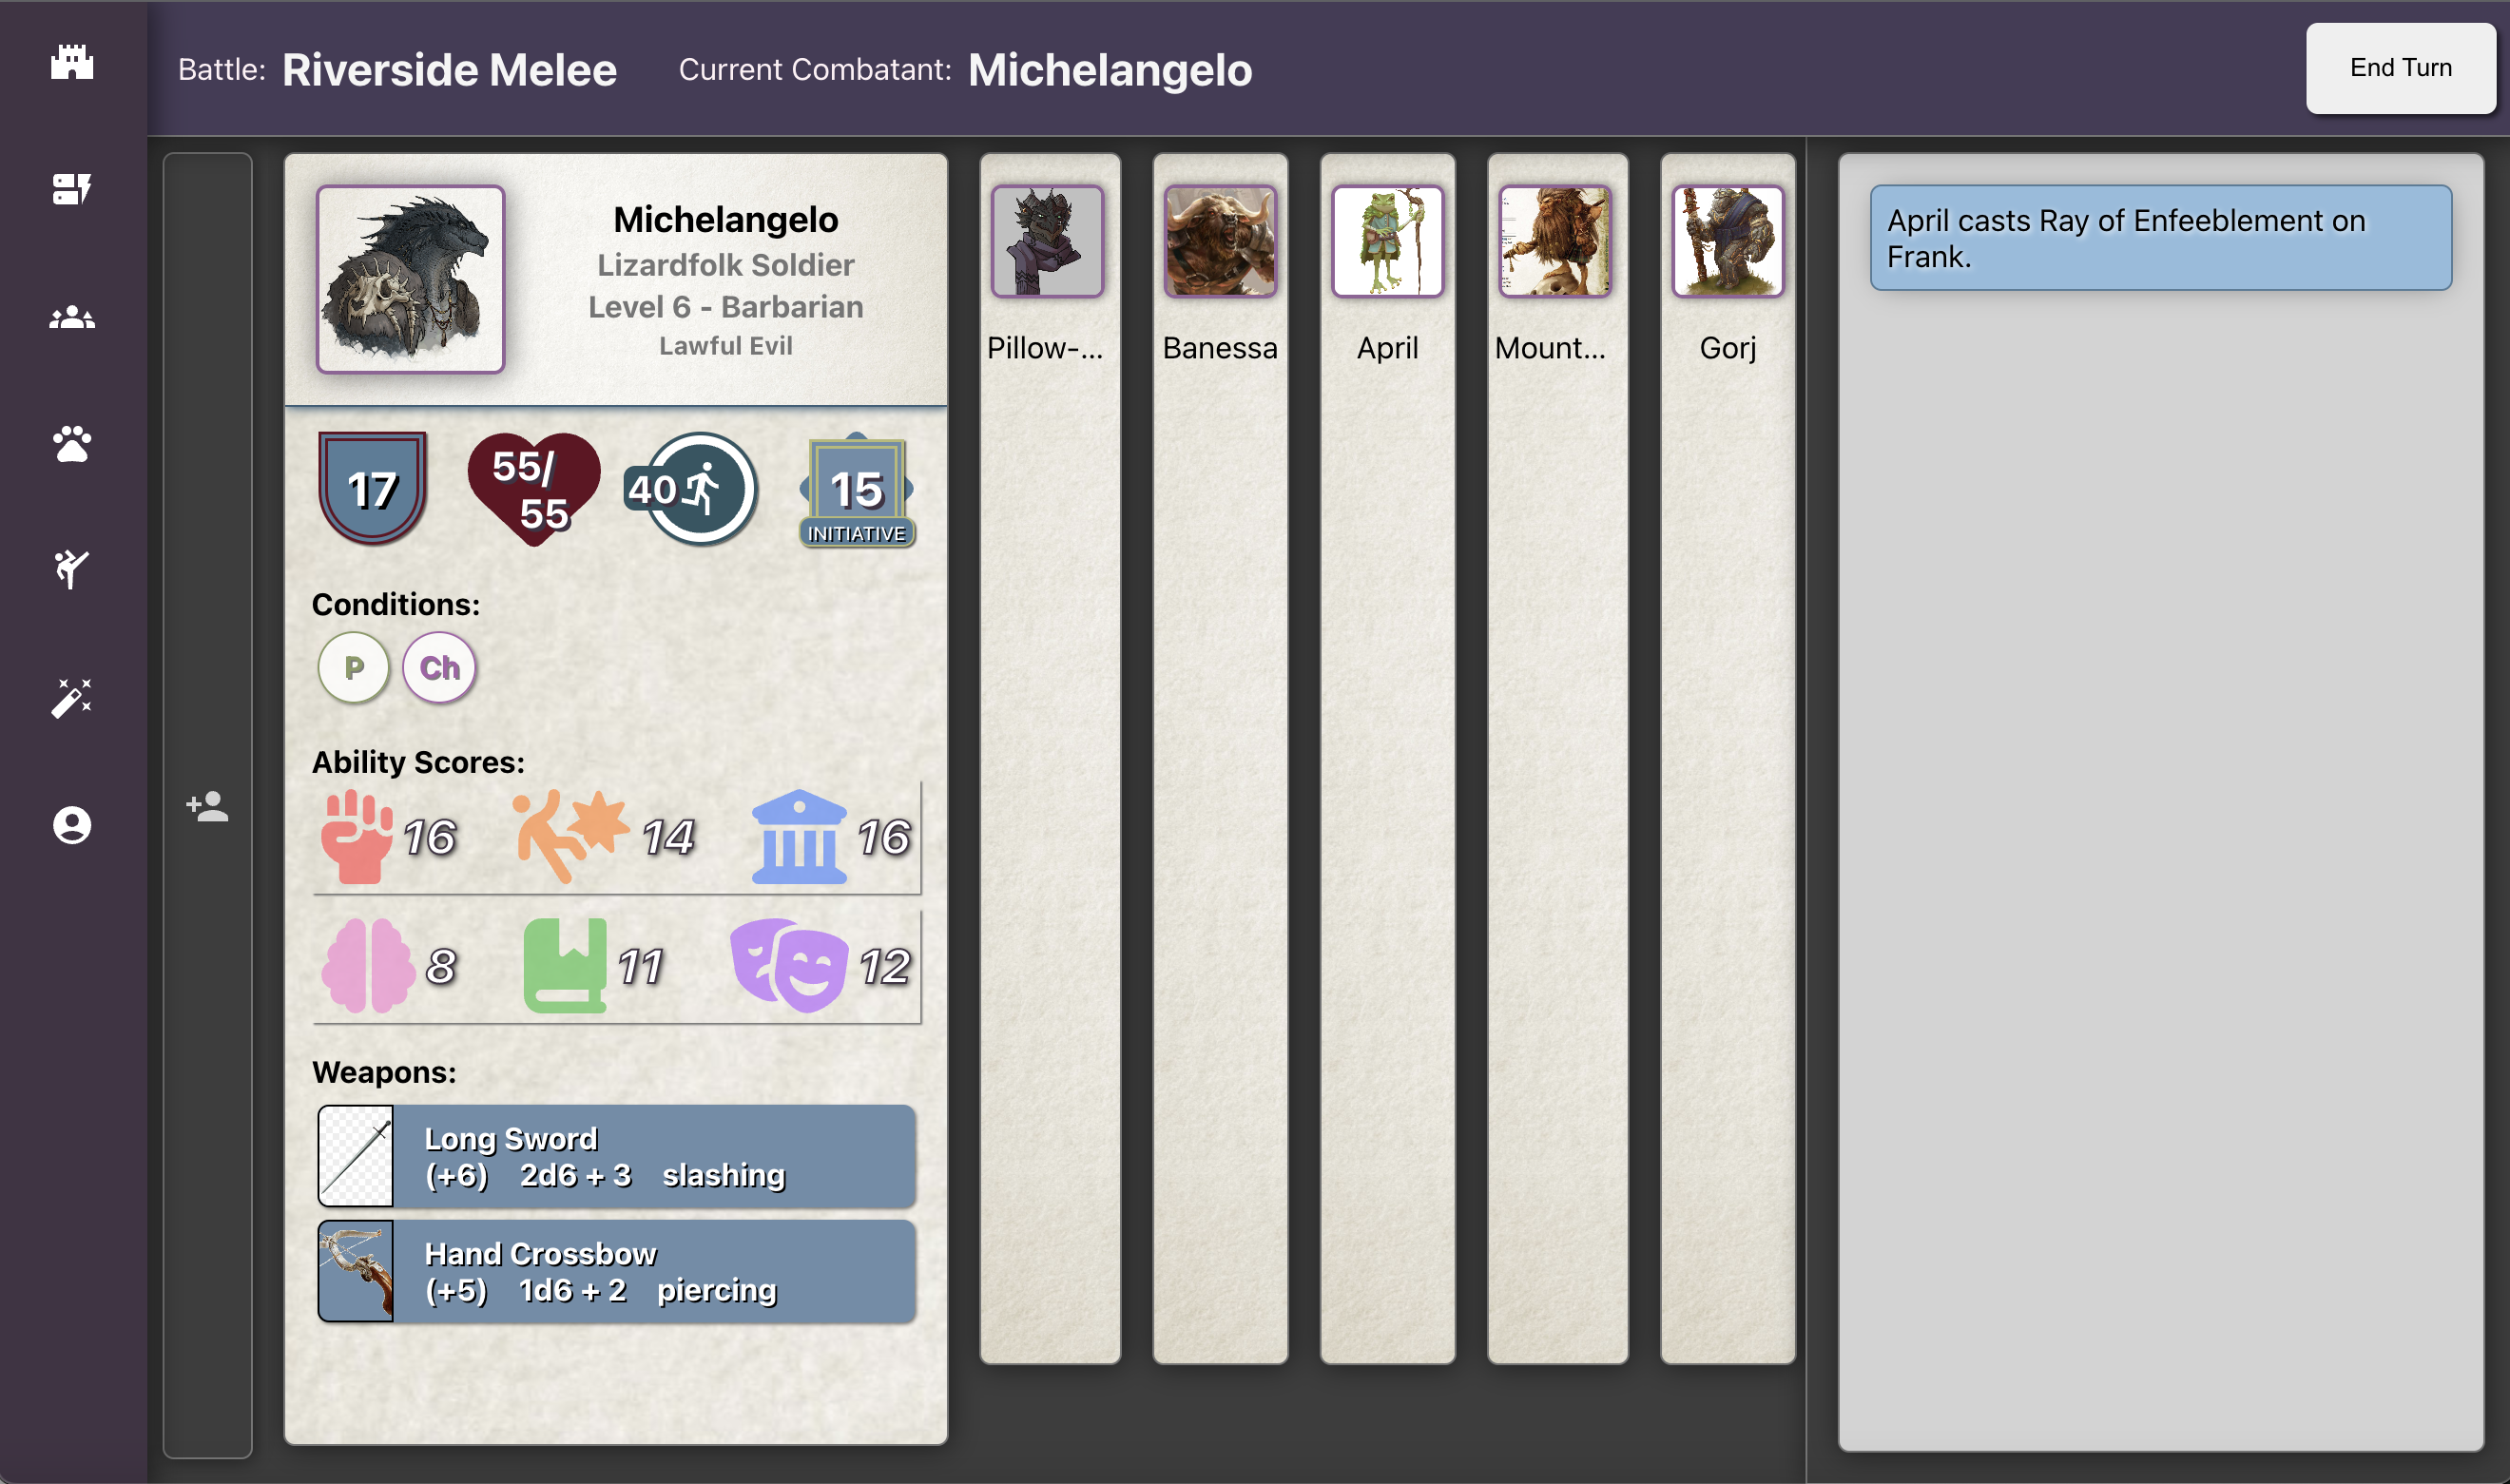 Battle: Riverside Melee Current Combatant: Michelangelo
End Turn
Michelangelo
Lizardfolk Soldier
Level 6 - Barbarian
Lawful Evil
17
55/
55
40
15
INITIATIVE
Conditions:
P Ch
Ability Scores:
16 14 16
8 11 12
Weapons:
Long Sword
(+6) 2d6 + 3 slashing
Hand Crossbow
(+5) 1d6 + 2 piercing
Pillow-...
Banessa
April
Mount...
Gorj
April casts Ray of Enfeeblement on
Frank.